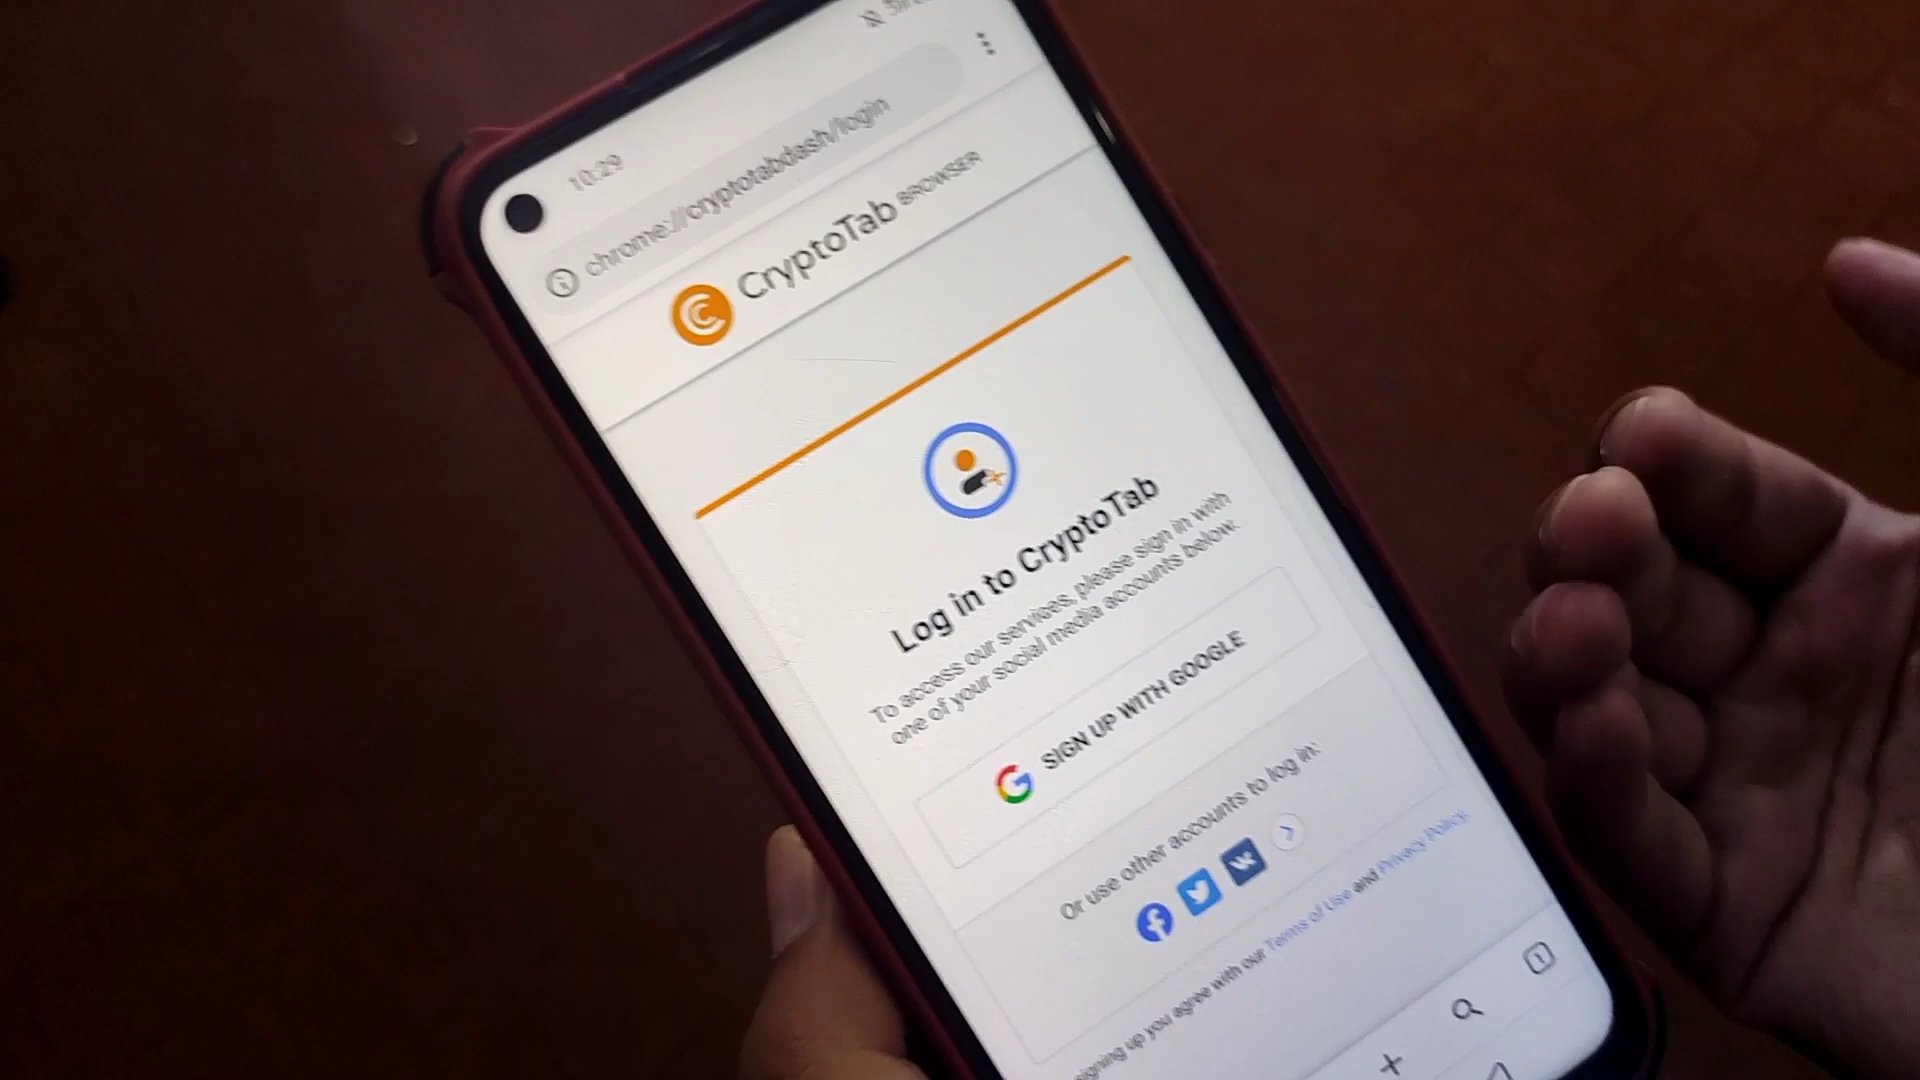 10:29
chrome://cryptotabdash/login
CryptoTab BROWSER
Log in to CryptoTab
To access our services, please sign in with
one of your social media accounts below:
SIGN UP WITH GOOGLE
Or use other accounts to log in:
signing up you agree with our Terms of Use and Privacy Policy.
1